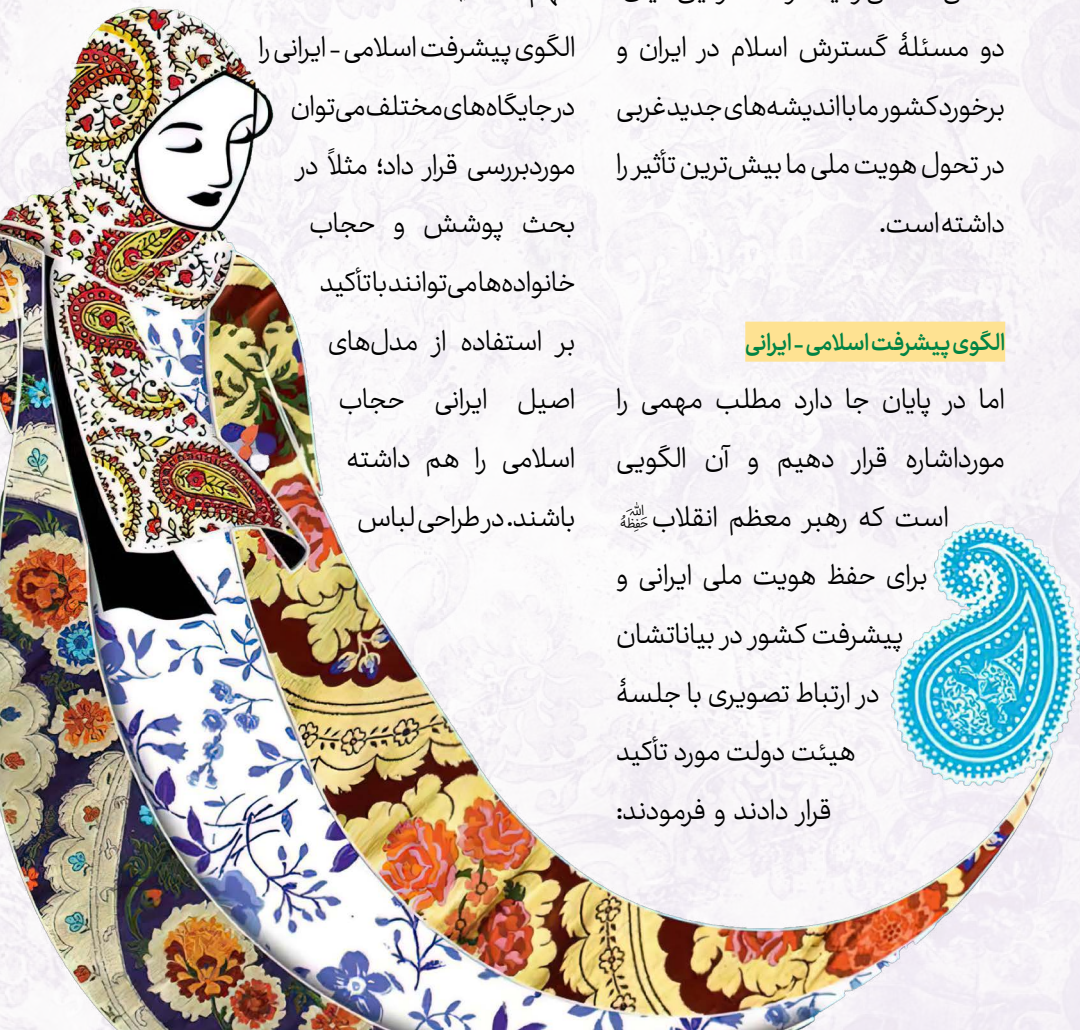 دو مسئلهٔ گسترش اسلام در ایران و
برخورد کشور ما با اندیشه‌های جدید غربی
در تحول هویت ملی ما بیش‌ترین تأثیر را
داشته است.
الگوی پیشرفت اسلامی - ایرانی
اما در پایان جا دارد مطلب مهمی را
مورداشاره قرار دهیم و آن الگویی
است که رهبر معظم انقلاب حَفِظَهُ‌الله
برای حفظ هویت ملی ایرانی و
پیشرفت کشور در بیاناتشان
در ارتباط تصویری با جلسهٔ
هیئت دولت مورد تأکید
قرار دادند و فرمودند:
الگوی پیشرفت اسلامی - ایرانی را
در جایگاه‌های مختلف می‌توان
موردبررسی قرار داد؛ مثلاً در
بحث پوشش و حجاب
خانواده‌ها می‌توانند با تأکید
بر استفاده از مدل‌های
اصیل ایرانی حجاب
اسلامی را هم داشته
باشند. در طراحی لباس